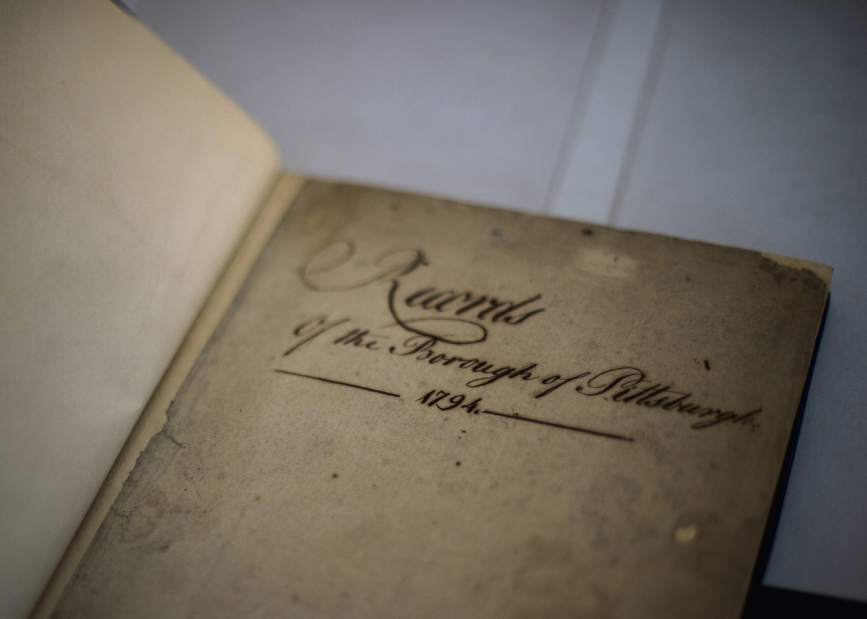 Records
Of the Borough of Pittsburgh.
1794.